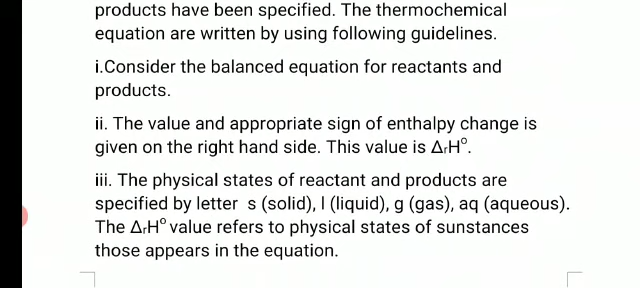 products have been specified. The thermochemical
equation are written by using following guidelines.
i.Consider the balanced equation for reactants and
products.
ii. The value and appropriate sign of enthalpy change is
given on the right hand side. This value is ΔᵣH°.
iii. The physical states of reactant and products are
specified by letter s (solid), l (liquid), g (gas), aq (aqueous).
The ΔᵣH° value refers to physical states of sunstances
those appears in the equation.